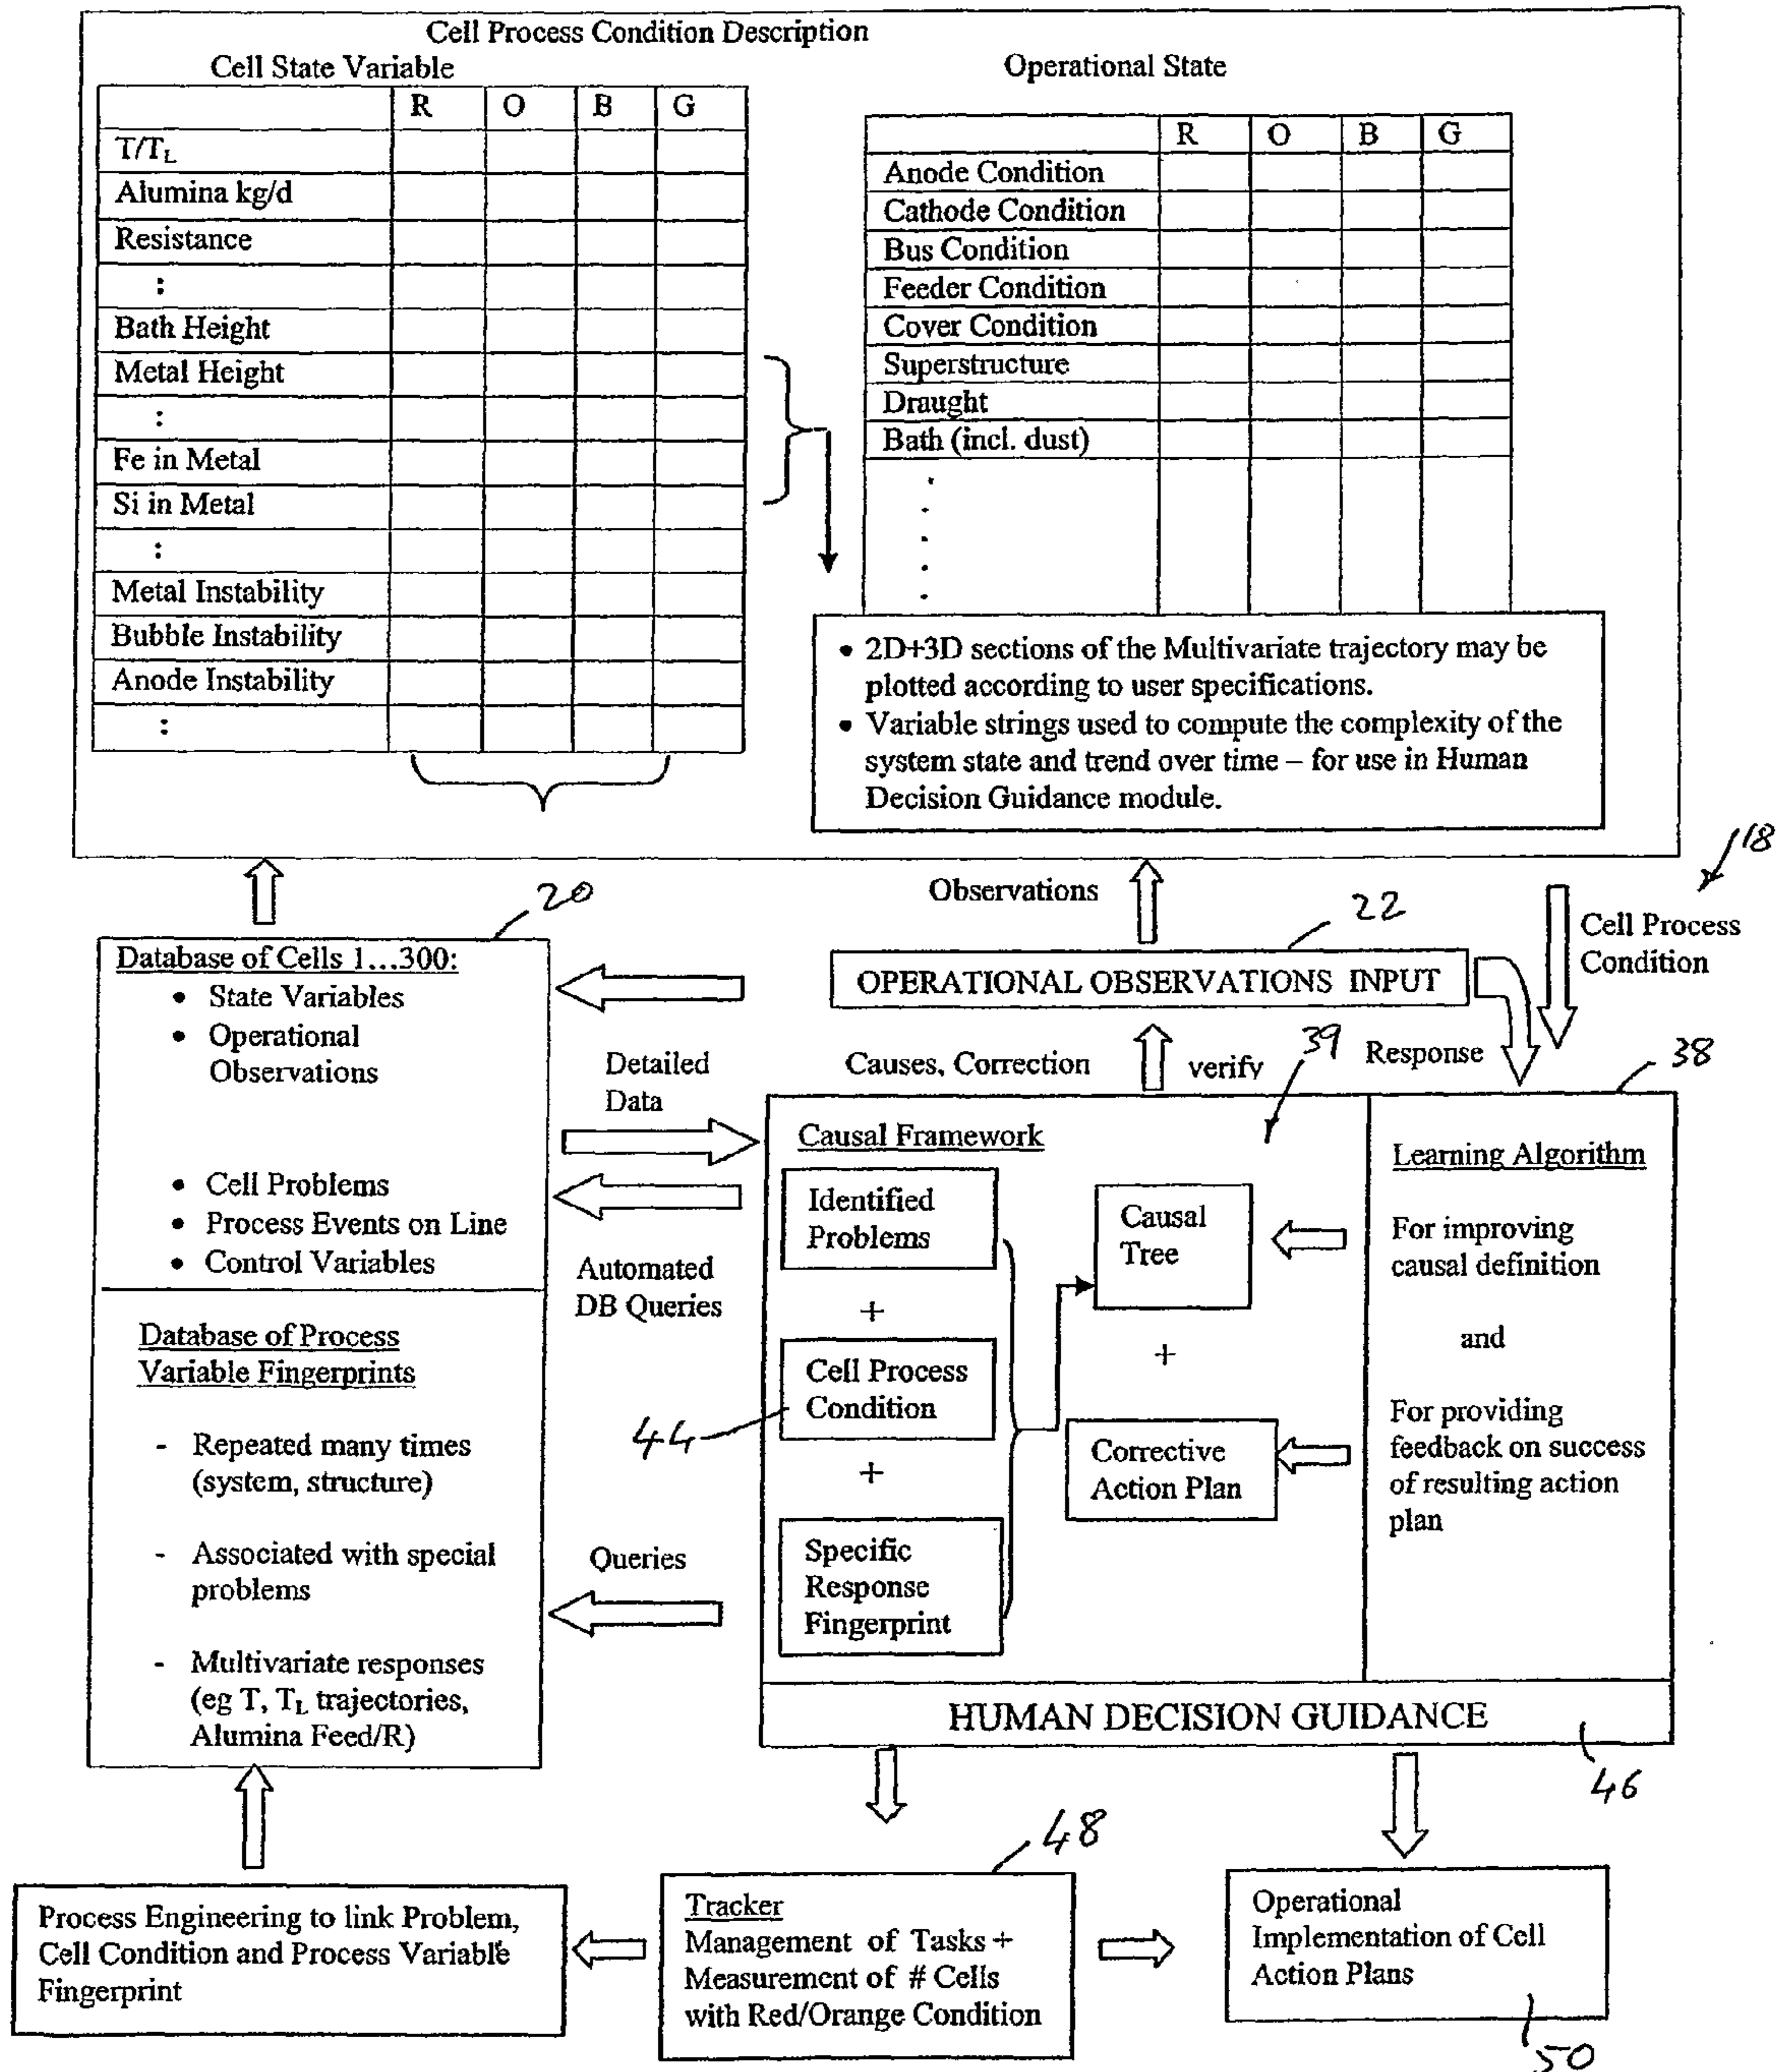 Cell Process Condition Description
Cell State Variable
R O B G
T/TL
Alumina kg/d
Resistance
:
Bath Height
Metal Height
:
Fe in Metal
Si in Metal
:
Metal Instability
Bubble Instability
Anode Instability
:
Operational State
R O B G
Anode Condition
Cathode Condition
Bus Condition
Feeder Condition
Cover Condition
Superstructure
Draught
Bath (incl. dust)
• 2D+3D sections of the Multivariate trajectory may be
plotted according to user specifications.
• Variable strings used to compute the complexity of the
system state and trend over time – for use in Human
Decision Guidance module.
18
Observations
Cell Process
Condition
20
22
Database of Cells 1...300:
• State Variables
• Operational
Observations
• Cell Problems
• Process Events on Line
• Control Variables
OPERATIONAL OBSERVATIONS INPUT
Detailed
Data
Causes, Correction
verify
39
Response
38
Automated
DB Queries
Database of Process
Variable Fingerprints
- Repeated many times
(system, structure)
- Associated with special
problems
- Multivariate responses
(eg T, TL trajectories,
Alumina Feed/R)
Queries
Causal Framework
Identified
Problems
+
Cell Process
Condition
44
+
Specific
Response
Fingerprint
Causal
Tree
+
Corrective
Action Plan
Learning Algorithm
For improving
causal definition
and
For providing
feedback on success
of resulting action
plan
HUMAN DECISION GUIDANCE
46
48
Process Engineering to link Problem,
Cell Condition and Process Variable
Fingerprint
Tracker
Management of Tasks +
Measurement of # Cells
with Red/Orange Condition
Operational
Implementation of Cell
Action Plans
50